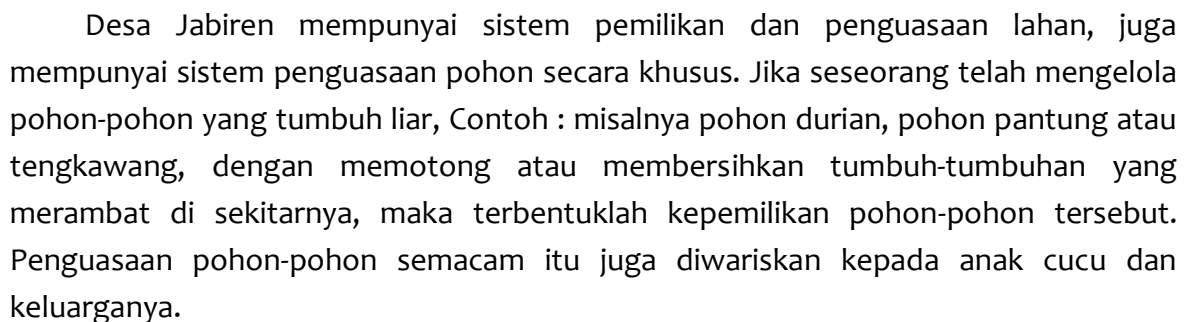 Desa Jabiren mempunyai sistem pemilikan dan penguasaan lahan, juga
mempunyai sistem penguasaan pohon secara khusus. Jika seseorang telah mengelola
pohon-pohon yang tumbuh liar, Contoh : misalnya pohon durian, pohon pantung atau
tengkawang, dengan memotong atau membersihkan tumbuh-tumbuhan yang
merambat di sekitarnya, maka terbentuklah kepemilikan pohon-pohon tersebut.
Penguasaan pohon-pohon semacam itu juga diwariskan kepada anak cucu dan
keluarganya.